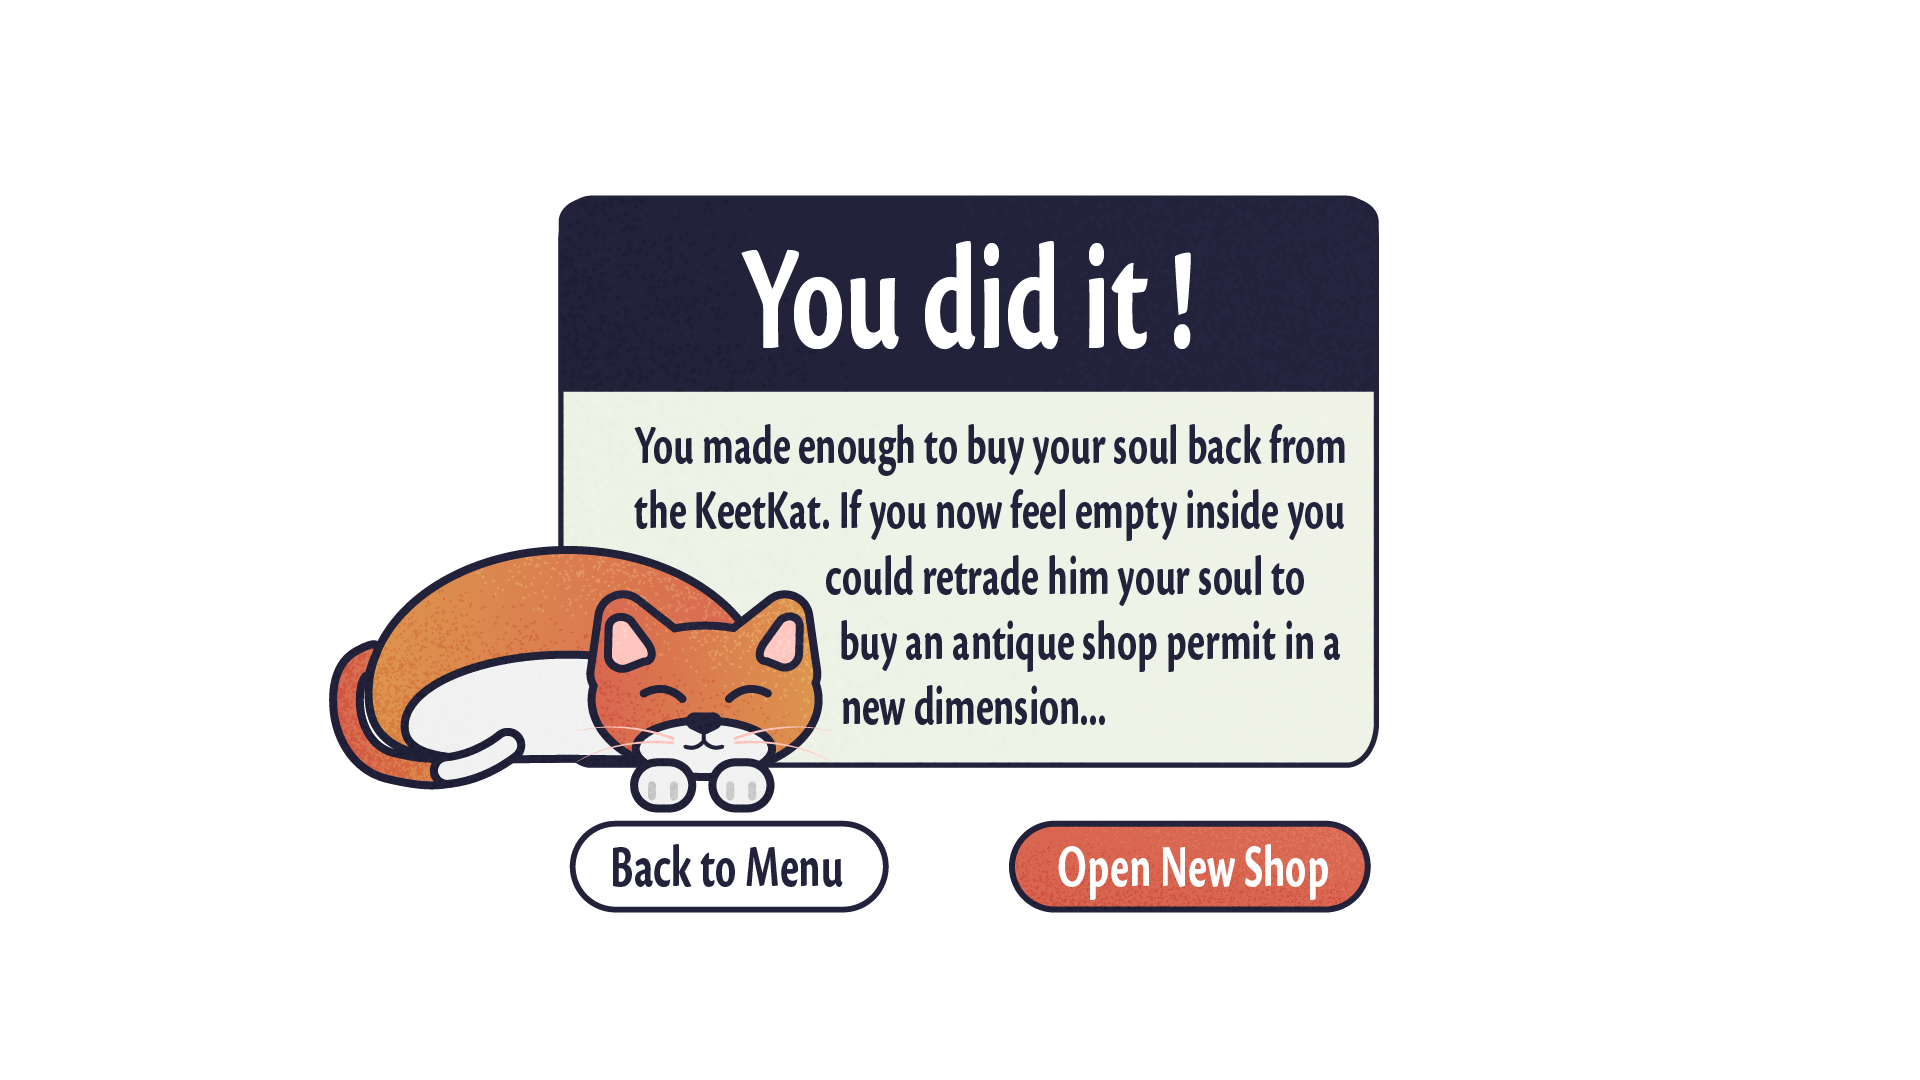 You did it !
You made enough to buy your soul back from
the KeetKat. If you now feel empty inside you
could retrade him your soul to
buy an antique shop permit in a
new dimension...
Back to Menu
Open New Shop